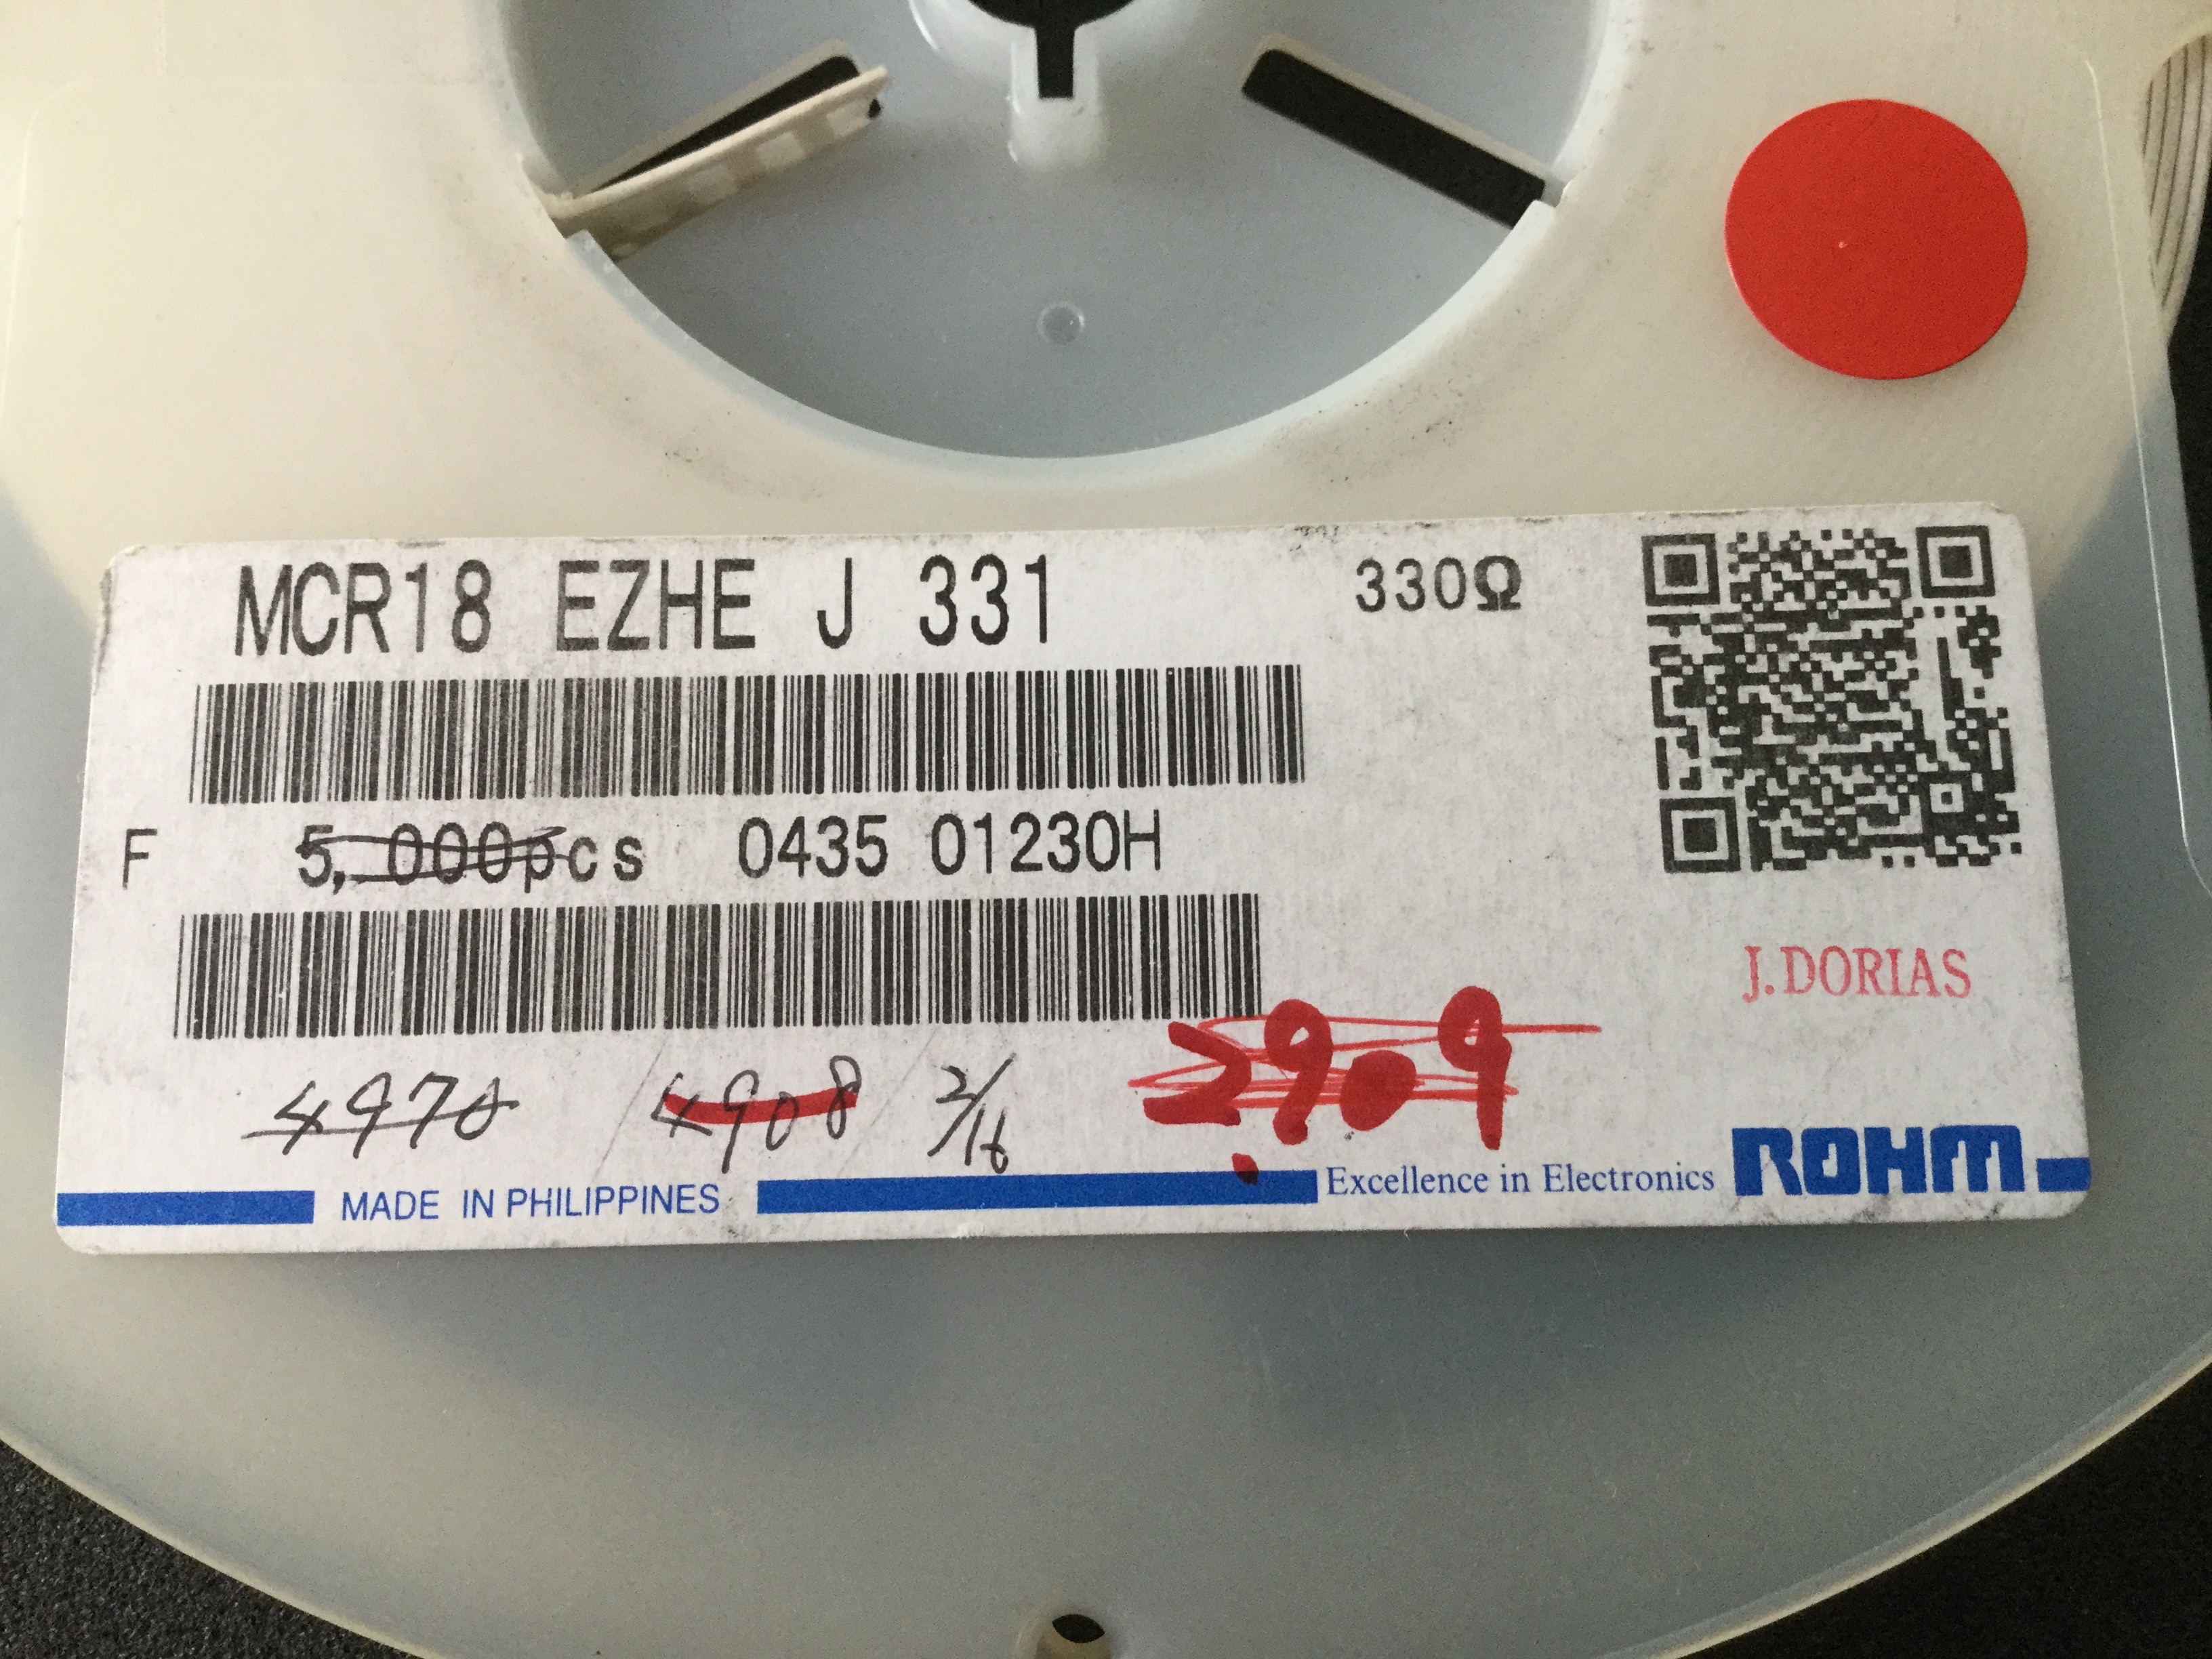 MCR18 EZHE J 331 330Ω
F 5,000pcs 0435 01230H
J.DORIAS
4970 4908 2/16 2909
MADE IN PHILIPPINES Excellence in Electronics ROHM